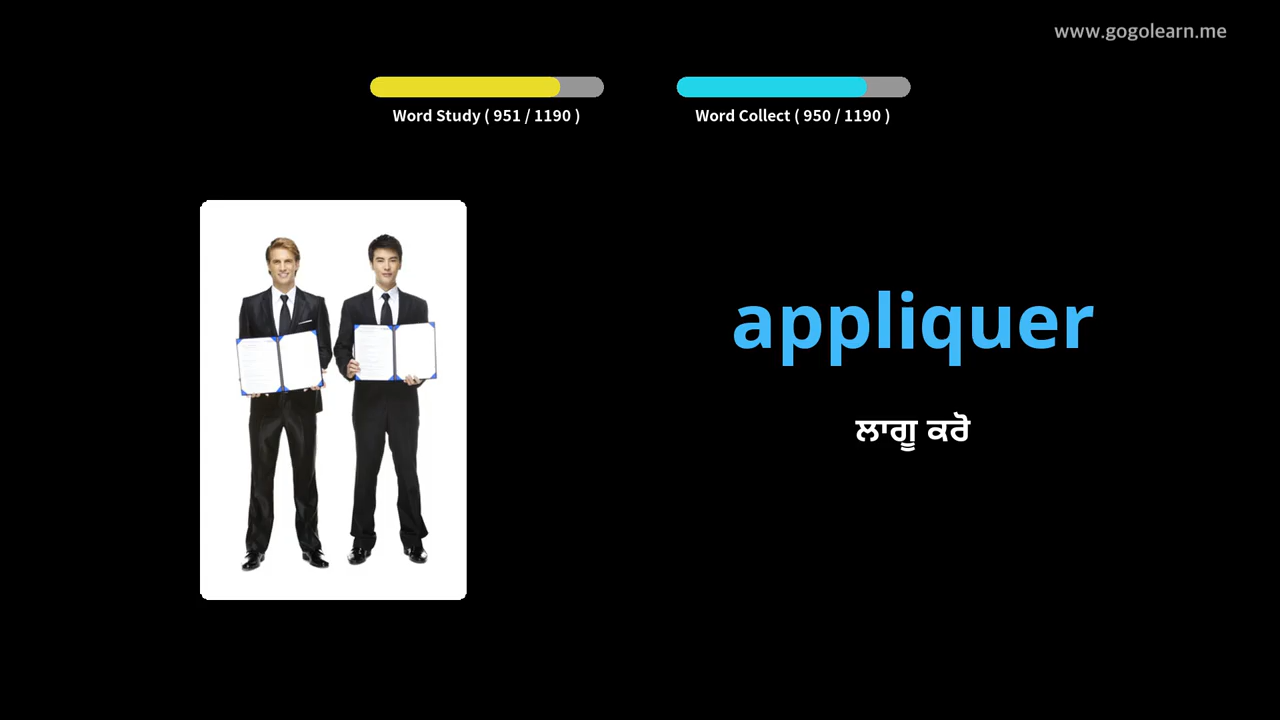 www.gogolearn.me
Word Study ( 951 / 1190 )
Word Collect ( 950 / 1190 )
appliquer
ਲਾਗੂ ਕਰੋ